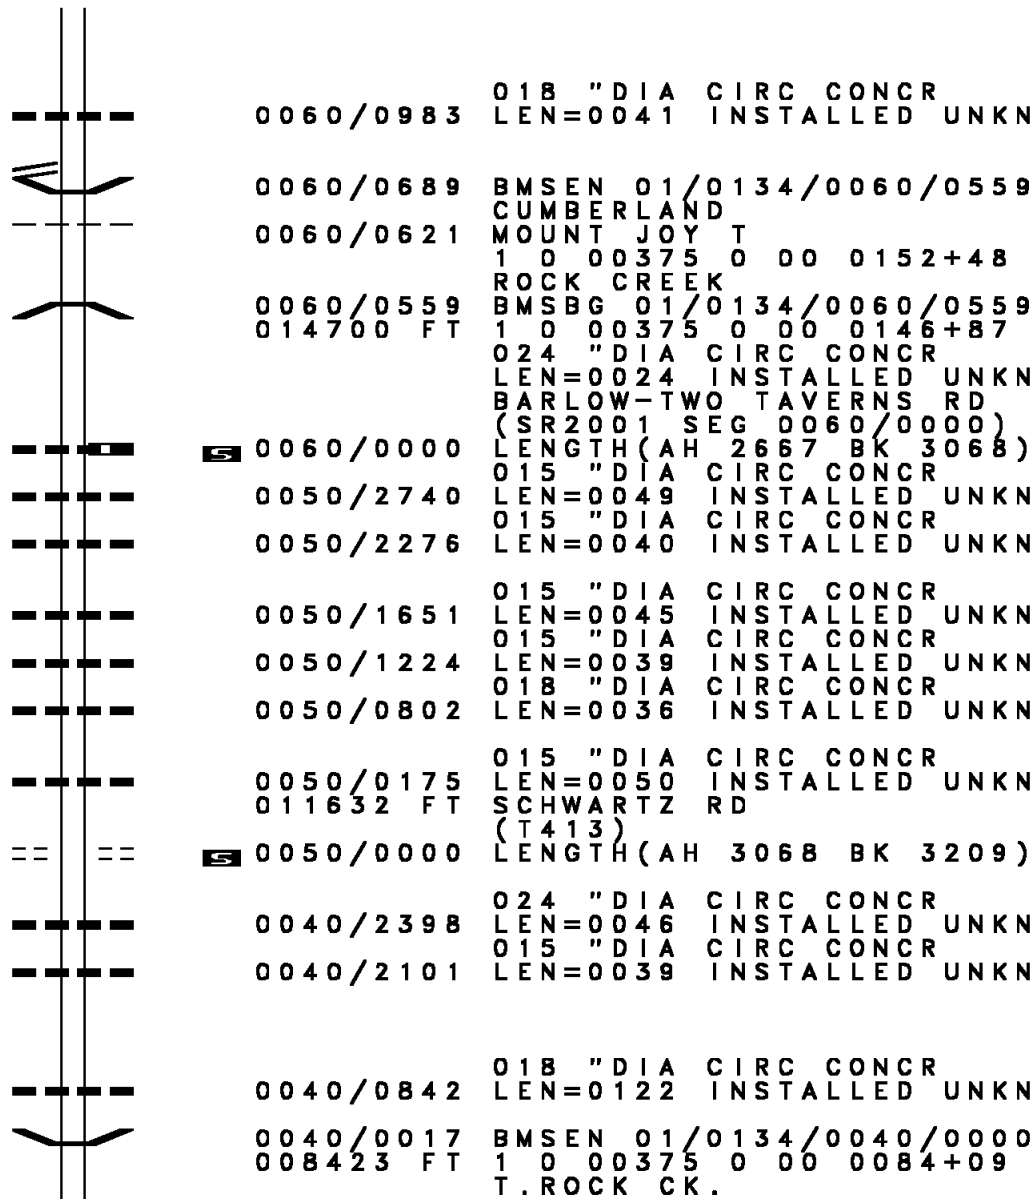 018 "DIA CIRC CONCR
0060/0983 LEN=0041 INSTALLED UNKN
0060/0689 BMSEN 01/0134/0060/0559
CUMBERLAND
0060/0621 MOUNT JOY T
1 0 00375 0 00 0152+48
ROCK CREEK
0060/0559 BMSBG 01/0134/0060/0559
014700 FT 1 0 00375 0 00 0146+87
024 "DIA CIRC CONCR
LEN=0024 INSTALLED UNKN
BARLOW-TWO TAVERNS RD
(SR2001 SEG 0060/0000)
S 0060/0000 LENGTH(AH 2667 BK 3068)
015 "DIA CIRC CONCR
0050/2740 LEN=0049 INSTALLED UNKN
015 "DIA CIRC CONCR
0050/2276 LEN=0040 INSTALLED UNKN
015 "DIA CIRC CONCR
0050/1651 LEN=0045 INSTALLED UNKN
015 "DIA CIRC CONCR
0050/1224 LEN=0039 INSTALLED UNKN
018 "DIA CIRC CONCR
0050/0802 LEN=0036 INSTALLED UNKN
015 "DIA CIRC CONCR
0050/0175 LEN=0050 INSTALLED UNKN
011632 FT SCHWARTZ RD
(T413)
S 0050/0000 LENGTH(AH 3068 BK 3209)
024 "DIA CIRC CONCR
0040/2398 LEN=0046 INSTALLED UNKN
015 "DIA CIRC CONCR
0040/2101 LEN=0039 INSTALLED UNKN
018 "DIA CIRC CONCR
0040/0842 LEN=0122 INSTALLED UNKN
0040/0017 BMSEN 01/0134/0040/0000
008423 FT 1 0 00375 0 00 0084+09
T.ROCK CK.